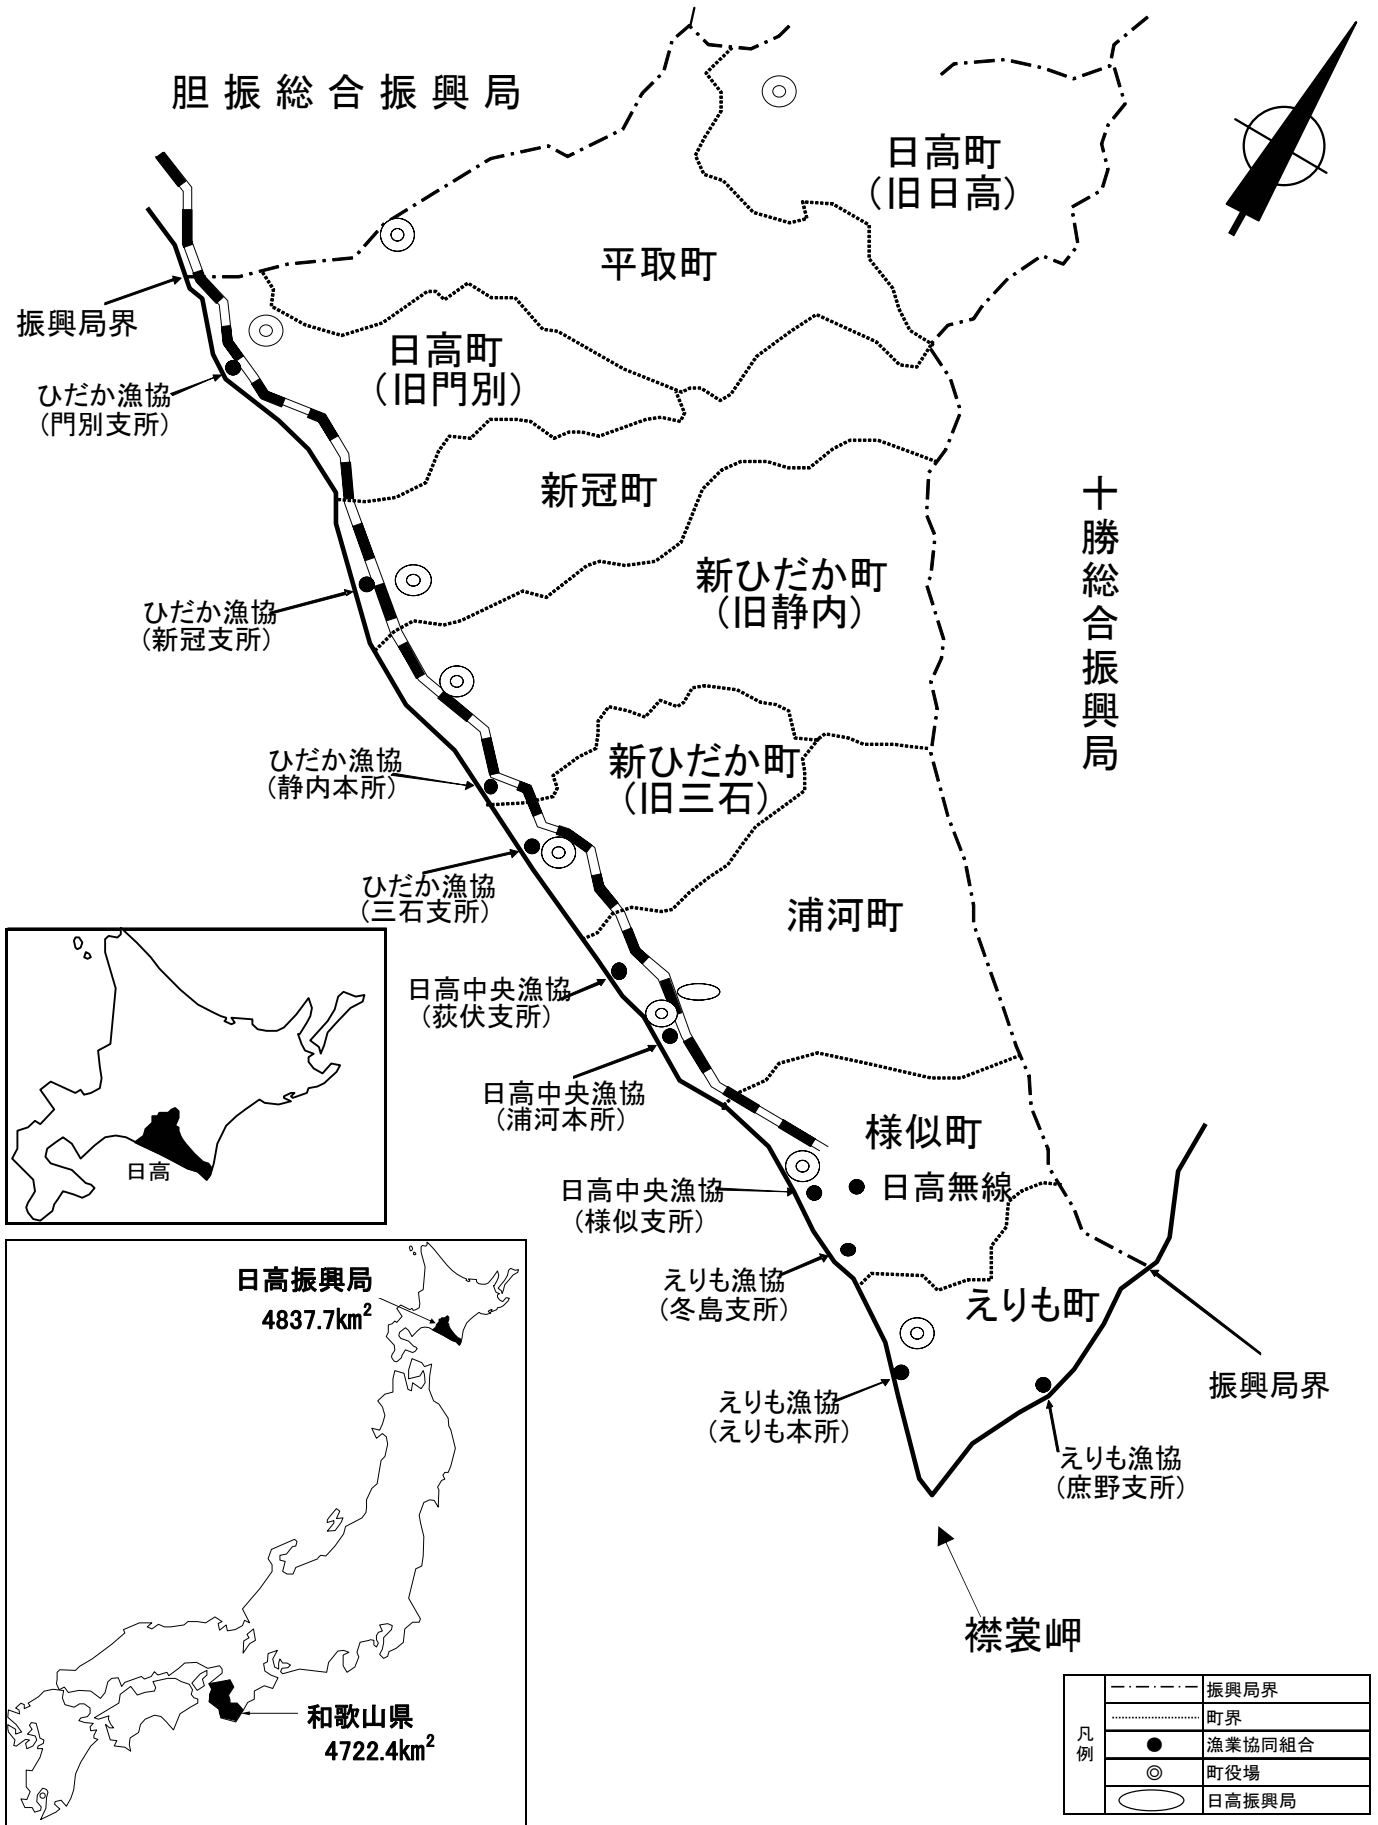 胆振総合振興局
日高町
(旧日高)
平取町
振興局界
日高町
(旧門別)
ひだか漁協
(門別支所)
新冠町
十勝総合振興局
新ひだか町
(旧静内)
ひだか漁協
(新冠支所)
新ひだか町
(旧三石)
ひだか漁協
(静内本所)
ひだか漁協
(三石支所)
浦河町
日高中央漁協
(荻伏支所)
日高中央漁協
(浦河本所)
様似町
日高
日高無線
日高中央漁協
(様似支所)
えりも漁協
(冬島支所)
えりも町
日高振興局
4837.7km²
振興局界
えりも漁協
(えりも本所)
えりも漁協
(庶野支所)
襟裳岬
和歌山県
4722.4km²
凡例
振興局界
町界
漁業協同組合
町役場
日高振興局